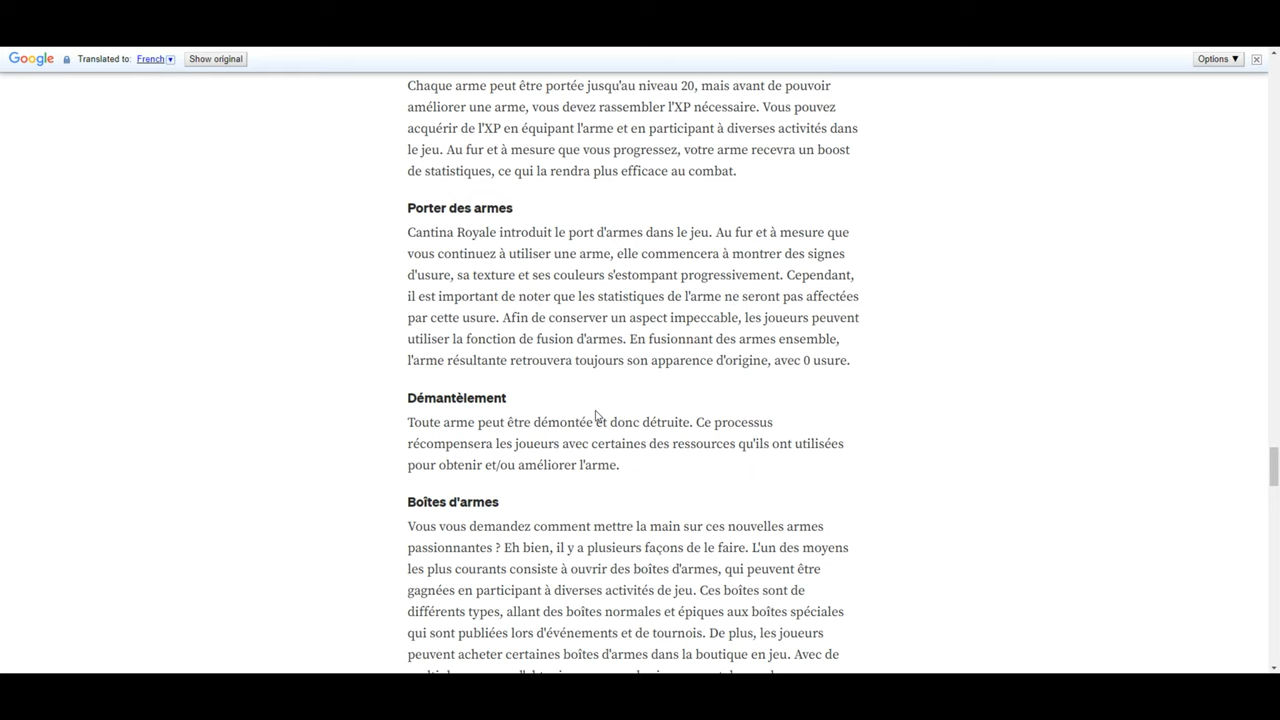 Google Translated to: French Show original Options ▼
Chaque arme peut être portée jusqu'au niveau 20, mais avant de pouvoir
améliorer une arme, vous devez rassembler l'XP nécessaire. Vous pouvez
acquérir de l'XP en équipant l'arme et en participant à diverses activités dans
le jeu. Au fur et à mesure que vous progressez, votre arme recevra un boost
de statistiques, ce qui la rendra plus efficace au combat.
Porter des armes
Cantina Royale introduit le port d'armes dans le jeu. Au fur et à mesure que
vous continuez à utiliser une arme, elle commencera à montrer des signes
d'usure, sa texture et ses couleurs s'estompant progressivement. Cependant,
il est important de noter que les statistiques de l'arme ne seront pas affectées
par cette usure. Afin de conserver un aspect impeccable, les joueurs peuvent
utiliser la fonction de fusion d'armes. En fusionnant des armes ensemble,
l'arme résultante retrouvera toujours son apparence d'origine, avec 0 usure.
Démantèlement
Toute arme peut être démontée et donc détruite. Ce processus
récompensera les joueurs avec certaines des ressources qu'ils ont utilisées
pour obtenir et/ou améliorer l'arme.
Boîtes d'armes
Vous vous demandez comment mettre la main sur ces nouvelles armes
passionnantes ? Eh bien, il y a plusieurs façons de le faire. L'un des moyens
les plus courants consiste à ouvrir des boîtes d'armes, qui peuvent être
gagnées en participant à diverses activités de jeu. Ces boîtes sont de
différents types, allant des boîtes normales et épiques aux boîtes spéciales
qui sont publiées lors d'événements et de tournois. De plus, les joueurs
peuvent acheter certaines boîtes d'armes dans la boutique en jeu. Avec de